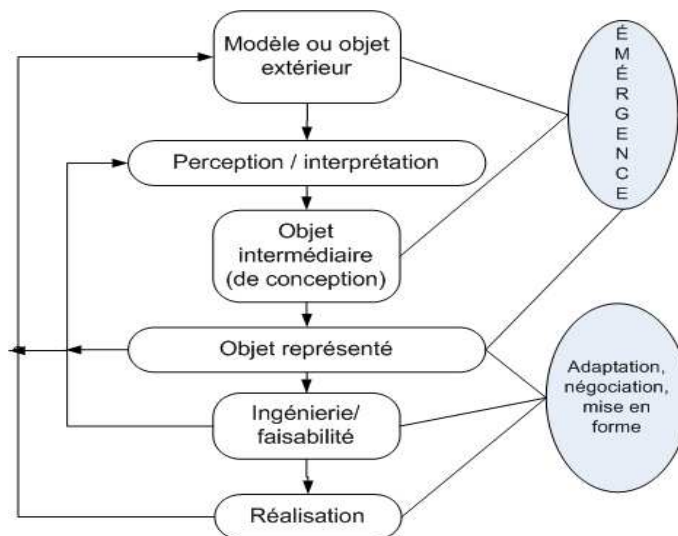 Modèle ou objet
extérieur
Perception / interprétation
Objet
intermédiaire
(de conception)
Objet représenté
Ingénierie/
faisabilité
Réalisation
ÉMÉRGENCE
Adaptation,
négociation,
mise en
forme